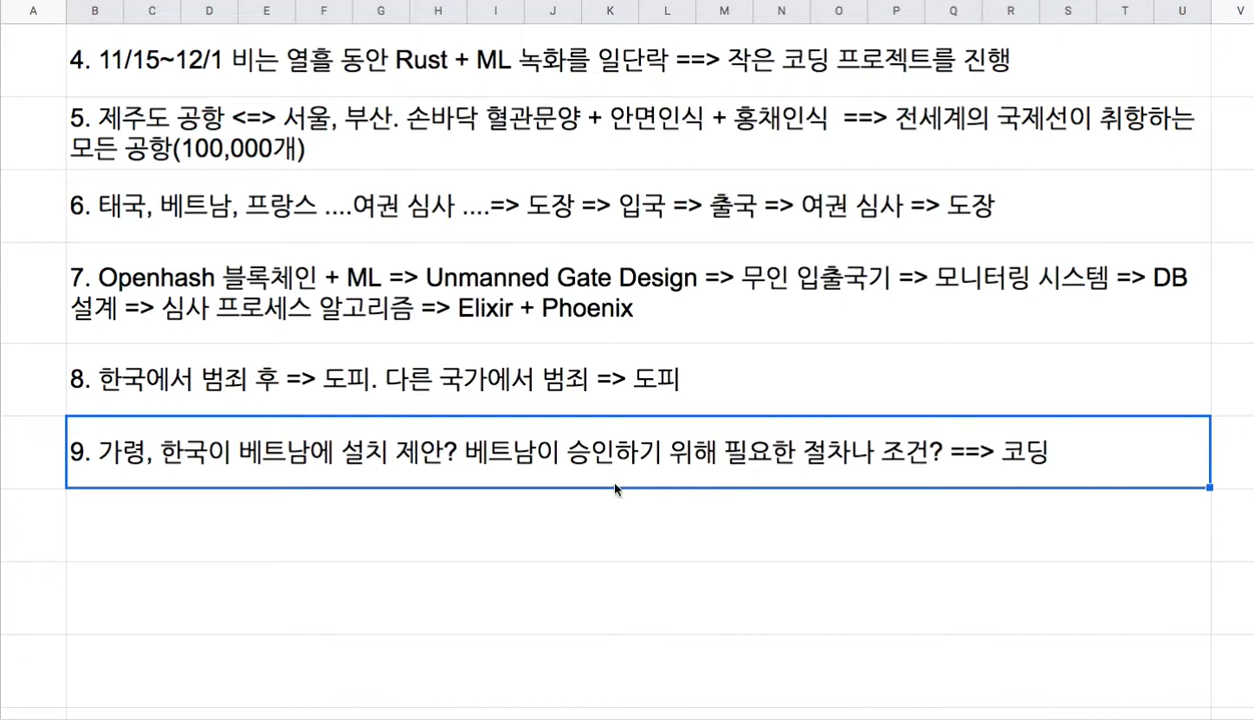 A B C D E F G H I J K L M N O P Q R S T U V
4. 11/15~12/1 비는 열흘 동안 Rust + ML 녹화를 일단락 ==> 작은 코딩 프로젝트를 진행
5. 제주도 공항 <=> 서울, 부산. 손바닥 혈관문양 + 안면인식 + 홍채인식 ==> 전세계의 국제선이 취항하는
모든 공항(100,000개)
6. 태국, 베트남, 프랑스 ....여권 심사 ....=> 도장 => 입국 => 출국 => 여권 심사 => 도장
7. Openhash 블록체인 + ML => Unmanned Gate Design => 무인 입출국기 => 모니터링 시스템 => DB
설계 => 심사 프로세스 알고리즘 => Elixir + Phoenix
8. 한국에서 범죄 후 => 도피. 다른 국가에서 범죄 => 도피
9. 가령, 한국이 베트남에 설치 제안? 베트남이 승인하기 위해 필요한 절차나 조건? ==> 코딩